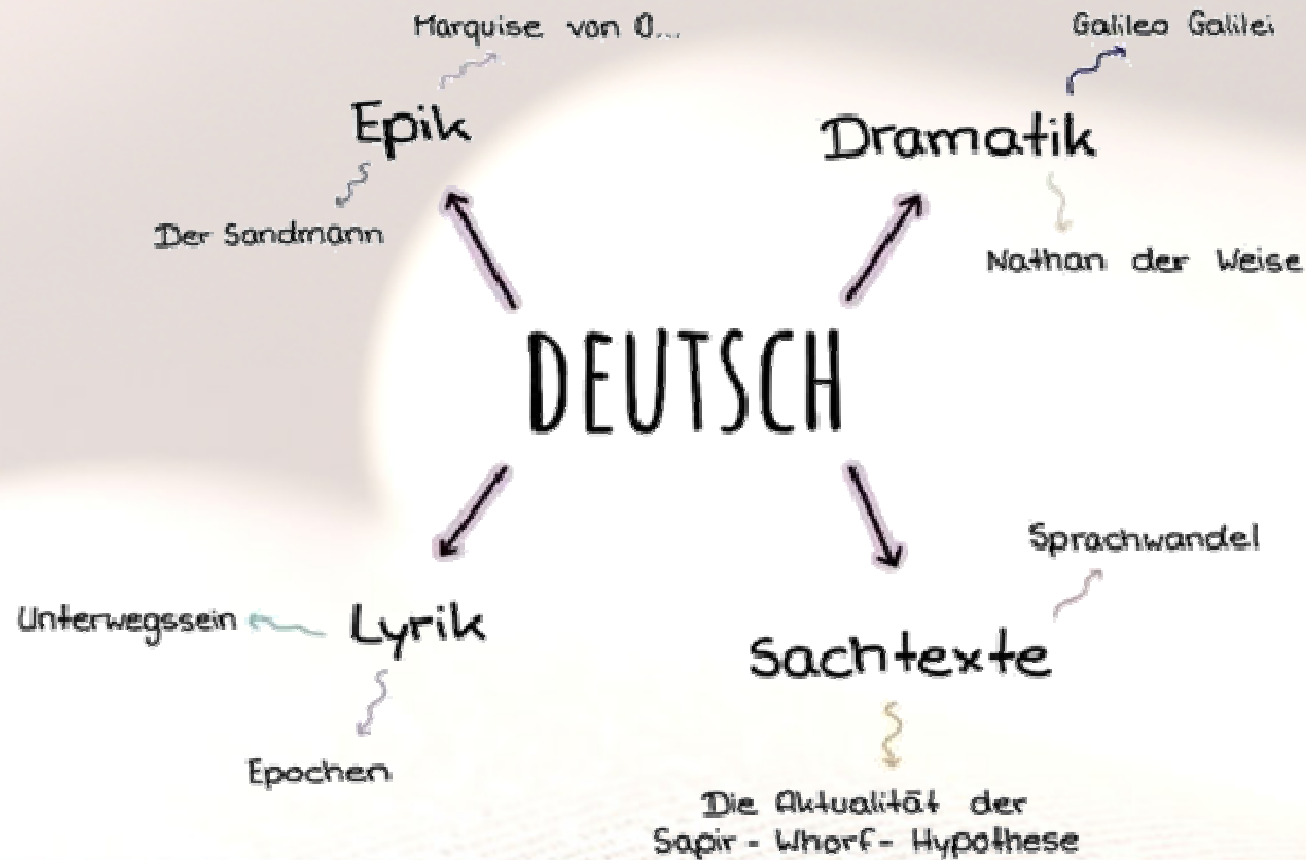 Marquise von O...
Galileo Galilei
Epik
Dramatik
Der Sandmann
Nathan der Weise
DEUTSCH
Sprachwandel
Unterwegssein
Lyrik
Sachtexte
Epochen
Die Aktualität der
Sapir - Whorf - Hypothese